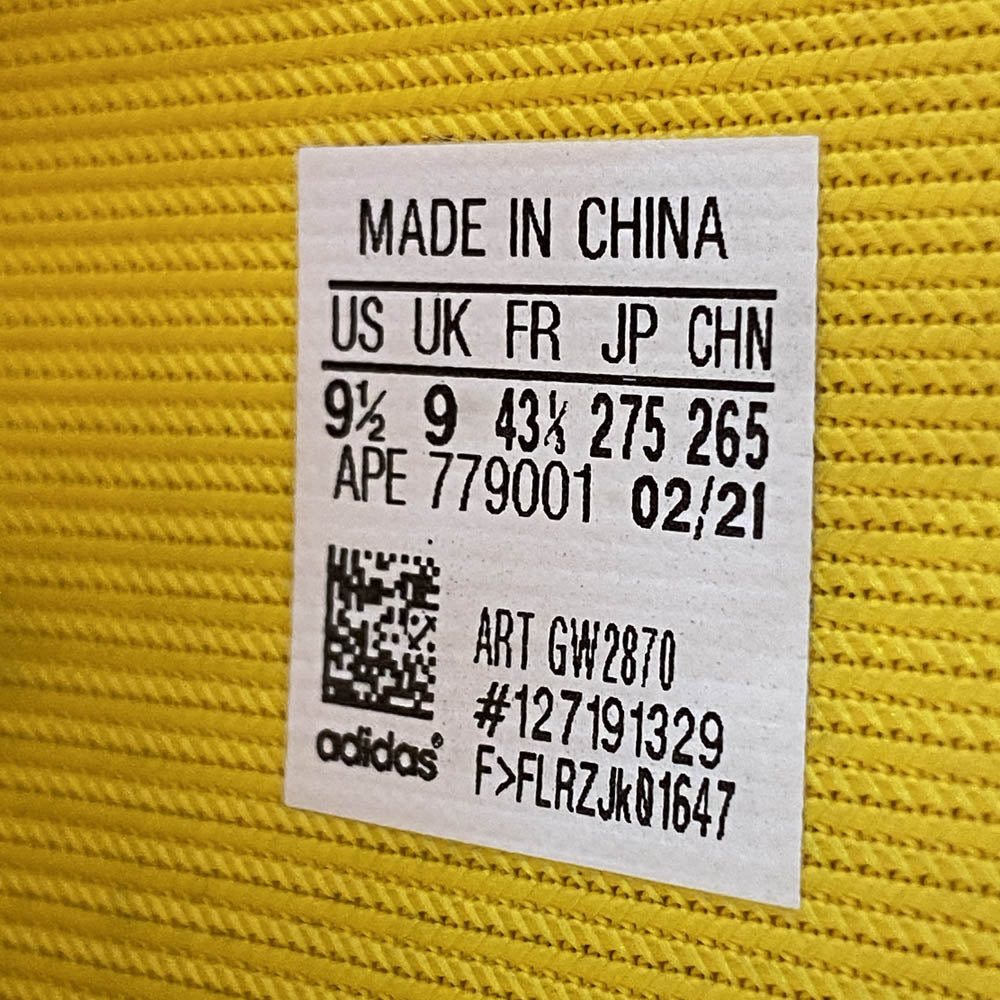 MADE IN CHINA
US UK FR JP CHN
9½ 9 43⅓ 275 265
APE 779001 02/21
ART GW2870
#127191329
F>FLRZJk01647
adidas®